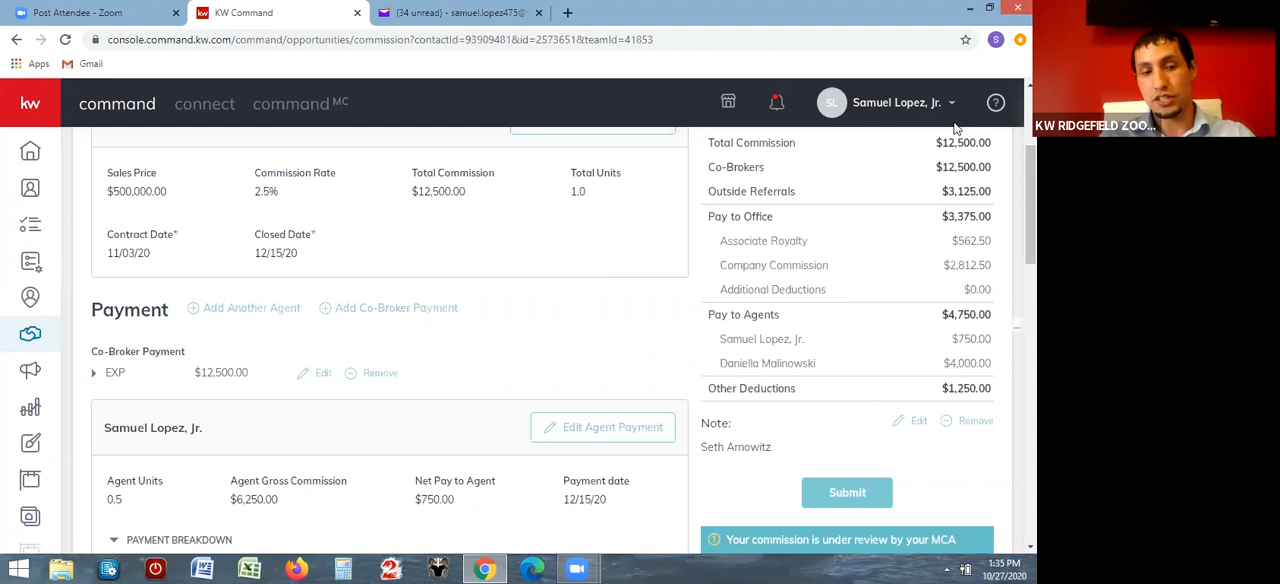 Post Attendee - Zoom
KW Command
(34 unread) - samuel.lopez475@
console.command.kw.com/command/opportunities/commission?contactId=93909481&id=2573651&teamId=41853
S
Apps
Gmail
kw
command
connect
command MC
SL
Samuel Lopez, Jr.
KW RIDGEFIELD ZOO...
Sales Price
Commission Rate
Total Commission
Total Units
$500,000.00
2.5%
$12,500.00
1.0
Contract Date*
Closed Date*
11/03/20
12/15/20
Payment
Add Another Agent
Add Co-Broker Payment
Co-Broker Payment
EXP
$12,500.00
Edit
Remove
Samuel Lopez, Jr.
Edit Agent Payment
Agent Units
Agent Gross Commission
Net Pay to Agent
Payment date
0.5
$6,250.00
$750.00
12/15/20
PAYMENT BREAKDOWN
Total Commission $12,500.00
Co-Brokers $12,500.00
Outside Referrals $3,125.00
Pay to Office $3,375.00
Associate Royalty $562.50
Company Commission $2,812.50
Additional Deductions $0.00
Pay to Agents $4,750.00
Samuel Lopez, Jr. $750.00
Daniella Malinowski $4,000.00
Other Deductions $1,250.00
Note:
Edit
Remove
Seth Arnowitz
Submit
Your commission is under review by your MCA
1:35 PM
10/27/2020